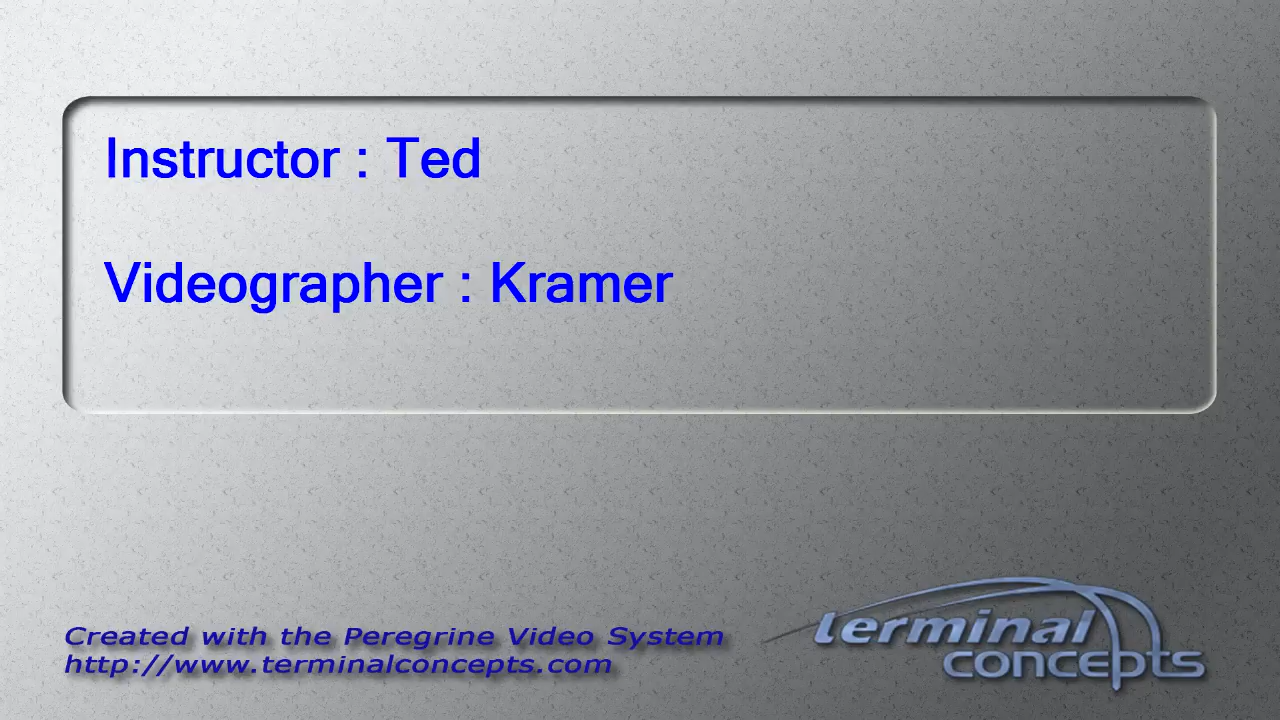 Instructor : Ted
Videographer : Kramer
Created with the Peregrine Video System
http://www.terminalconcepts.com
terminal
concepts